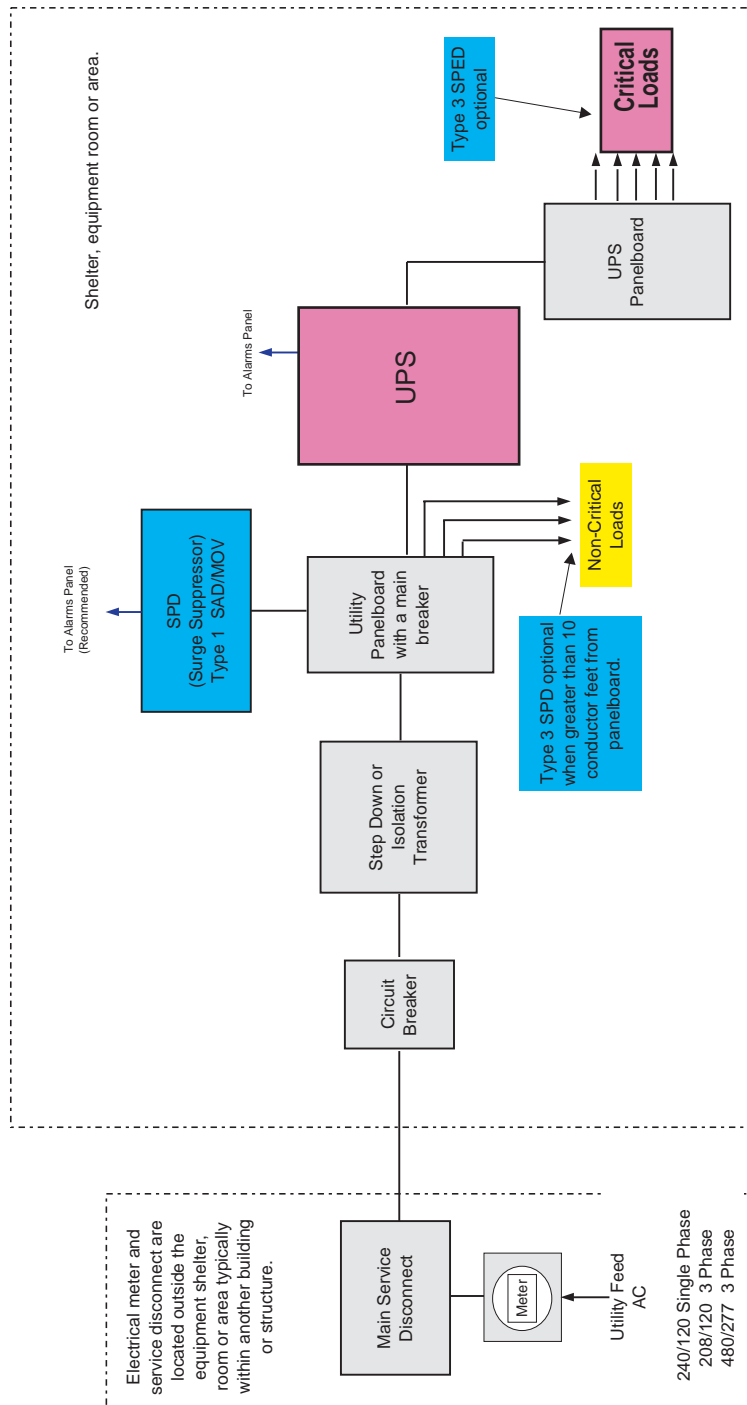 Electrical meter and
service disconnect are
located outside the
equipment shelter,
room or area typically
within another building
or structure.
Main Service
Disconnect
Meter
Utility Feed
AC
240/120 Single Phase
208/120 3 Phase
480/277 3 Phase
Shelter, equipment room or area.
Circuit
Breaker
Step Down or
Isolation
Transformer
To Alarms Panel
(Recommended)
SPD
(Surge Suppressor)
Type 1 SAD/MOV
Utility
Panelboard
with a main
breaker
Type 3 SPD optional
when greater than 10
conductor feet from
panelboard.
Non-Critical
Loads
To Alarms Panel
UPS
UPS
Panelboard
Type 3 SPED
optional
Critical
Loads